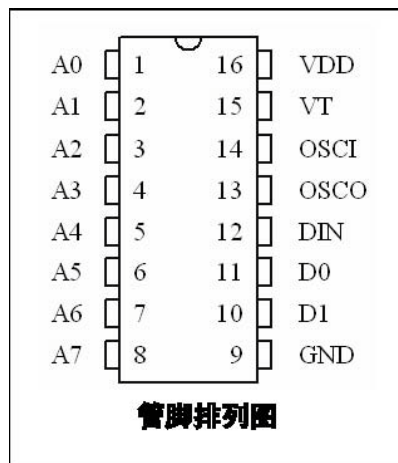 A0 1 16 VDD
A1 2 15 VT
A2 3 14 OSCI
A3 4 13 OSCO
A4 5 12 DIN
A5 6 11 D0
A6 7 10 D1
A7 8 9 GND
管脚排列图